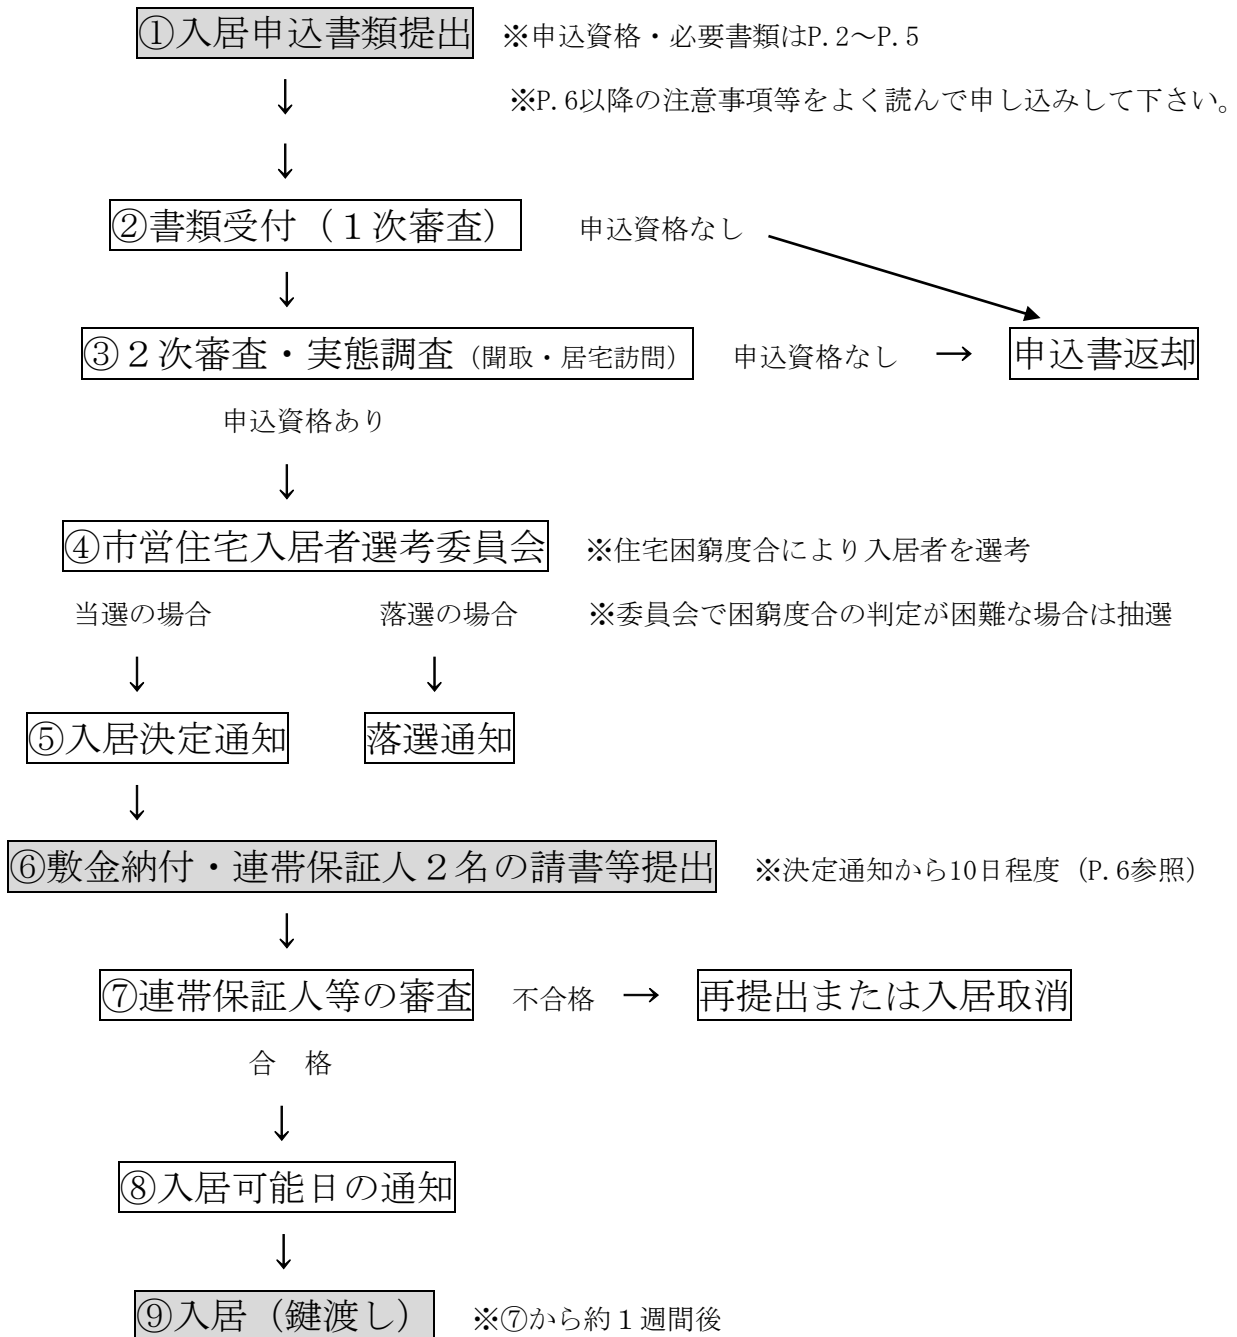 ①入居申込書類提出 ※申込資格・必要書類はP.2～P.5
↓ ※P.6以降の注意事項等をよく読んで申し込みして下さい。
↓
②書類受付（１次審査） 申込資格なし
↓
③２次審査・実態調査（聞取・居宅訪問） 申込資格なし → 申込書返却
申込資格あり
↓
④市営住宅入居者選考委員会 ※住宅困窮度合により入居者を選考
当選の場合 落選の場合 ※委員会で困窮度合の判定が困難な場合は抽選
↓ ↓
⑤入居決定通知 落選通知
↓
⑥敷金納付・連帯保証人２名の請書等提出 ※決定通知から10日程度（P.6参照）
↓
⑦連帯保証人等の審査 不合格 → 再提出または入居取消
合　格
↓
⑧入居可能日の通知
↓
⑨入居（鍵渡し） ※⑦から約１週間後